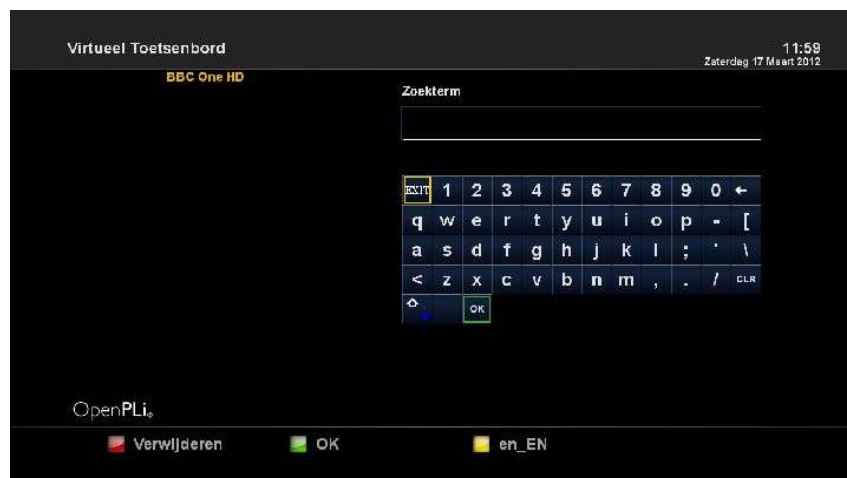 Virtueel Toetsenbord
11:59
Zaterdag 17 Maart 2012
BBC One HD
Zoekterm
EXIT 1 2 3 4 5 6 7 8 9 0 ←
q w e r t y u i o p - [
a s d f g h j k l ; ' \
< z x c v b n m , . / CLR
OK
OpenPLi®
Verwijderen OK en_EN